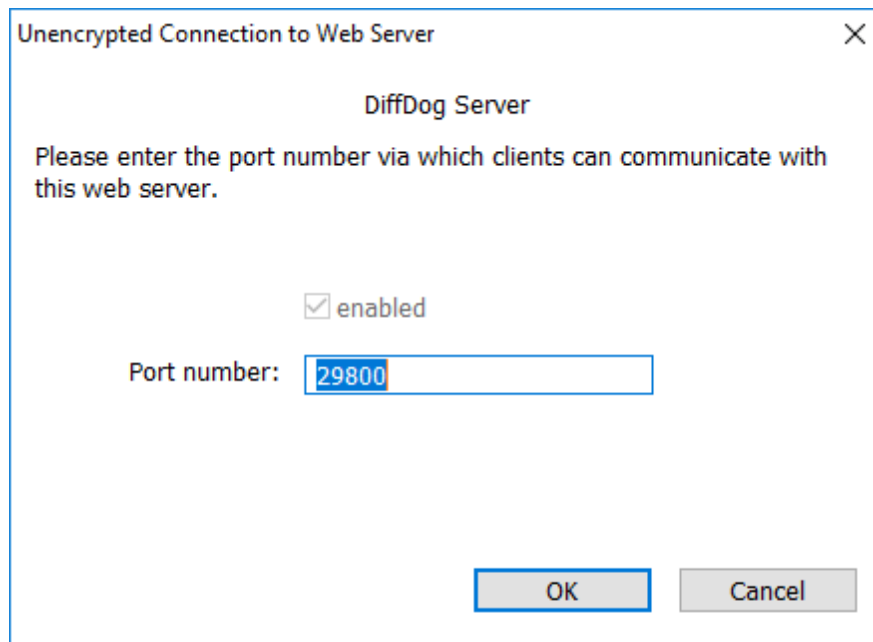 Unencrypted Connection to Web Server
DiffDog Server
Please enter the port number via which clients can communicate with
this web server.
enabled
Port number: 29800
OK Cancel